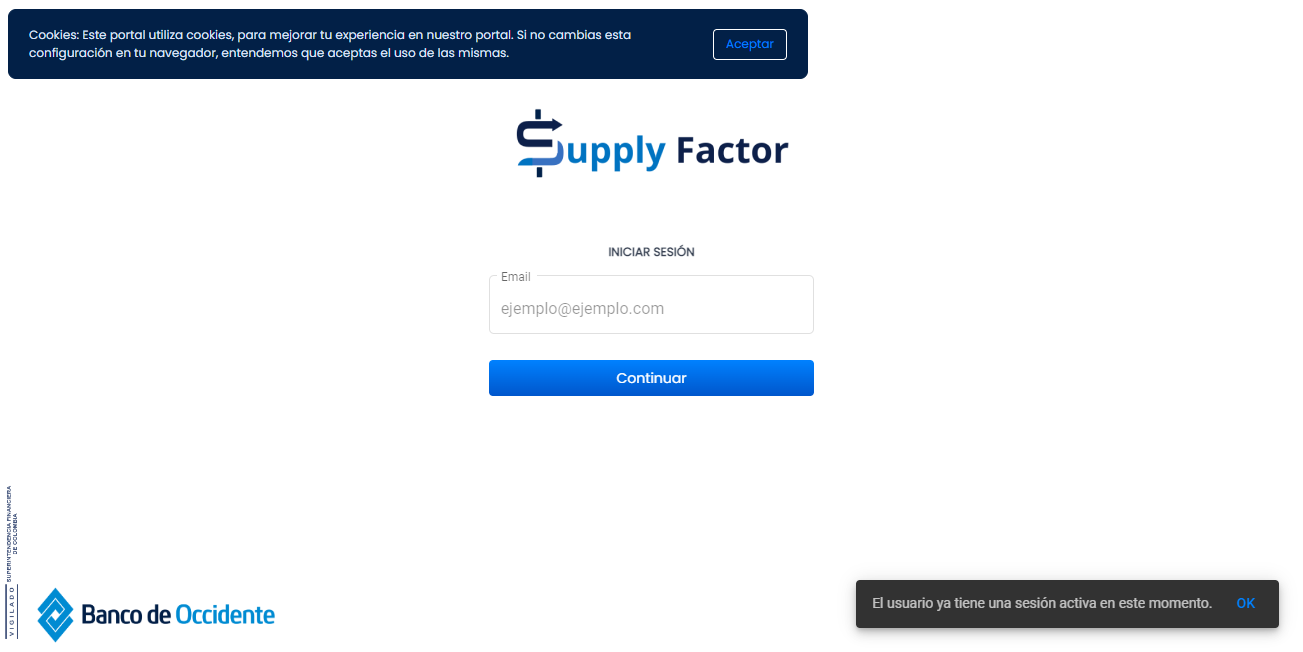 Cookies: Este portal utiliza cookies, para mejorar tu experiencia en nuestro portal. Si no cambias esta
configuración en tu navegador, entendemos que aceptas el uso de las mismas.
Aceptar
Supply Factor
INICIAR SESIÓN
Email
ejemplo@ejemplo.com
Continuar
VIGILADO
SUPERINTENDENCIA FINANCIERA
DE COLOMBIA
Banco de Occidente
El usuario ya tiene una sesión activa en este momento.
OK